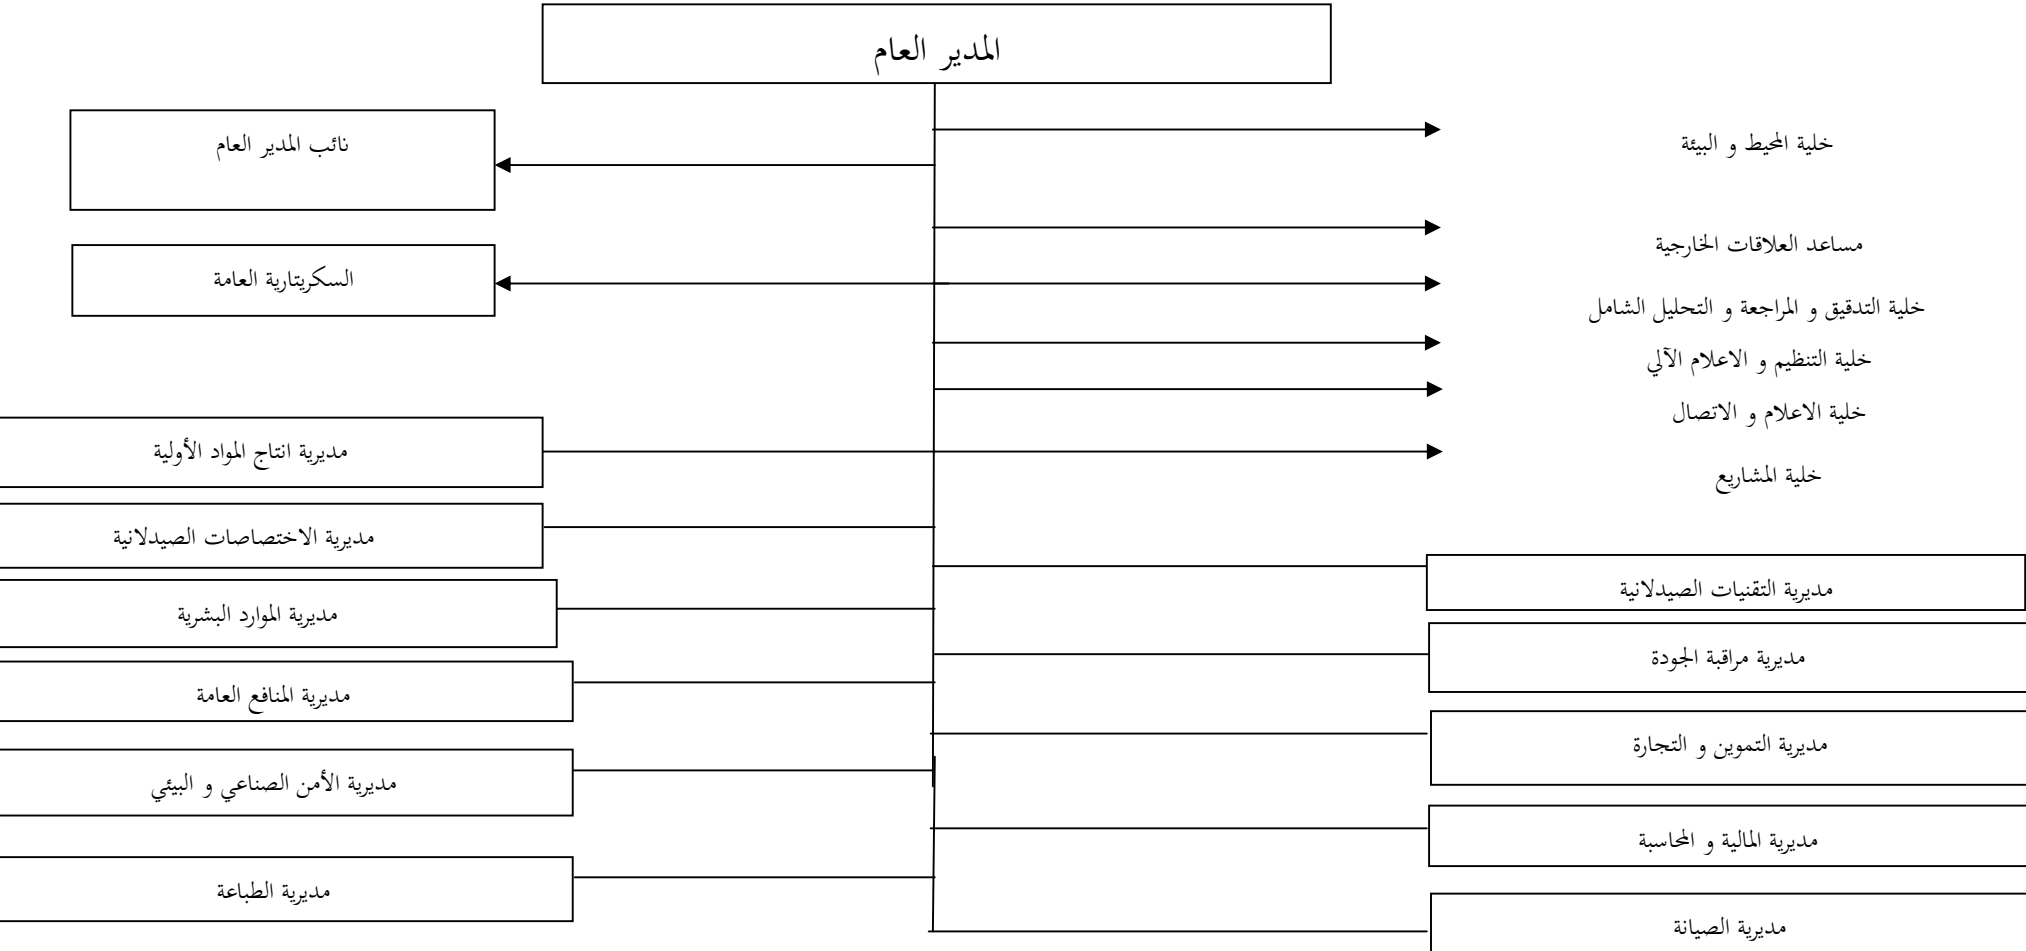 المدير العام
خلية المحيط و البيئة
نائب المدير العام
مساعد العلاقات الخارجية
السكريتارية العامة
خلية التدقيق و المراجعة و التحليل الشامل
خلية التنظيم و الاعلام الآلي
خلية الاعلام و الاتصال
مديرية انتاج المواد الأولية
خلية المشاريع
مديرية الاختصاصات الصيدلانية
مديرية التقنيات الصيدلانية
مديرية الموارد البشرية
مديرية مراقبة الجودة
مديرية المنافع العامة
مديرية التموين و التجارة
مديرية الأمن الصناعي و البيئي
مديرية المالية و المحاسبة
مديرية الطباعة
مديرية الصيانة